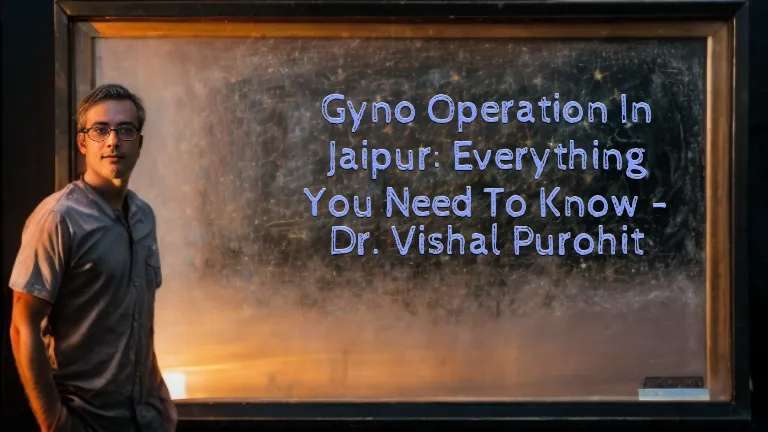 Gyno Operation In
Jaipur: Everything
You Need To Know -
Dr. Vishal Purohit